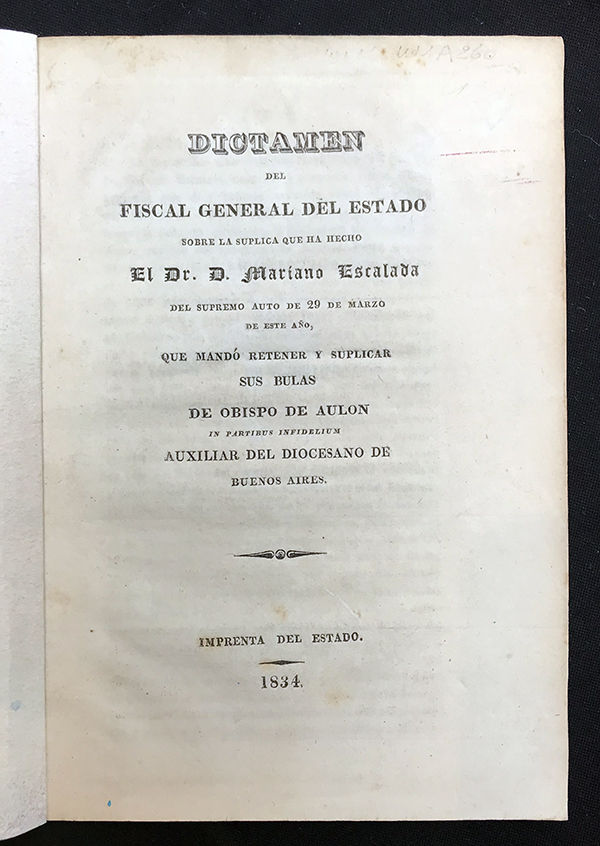 DICTAMEN
DEL
FISCAL GENERAL DEL ESTADO
SOBRE LA SUPLICA QUE HA HECHO
El Dr. D. Mariano Escalada
DEL SUPREMO AUTO DE 29 DE MARZO
DE ESTE AÑO,
QUE MANDÓ RETENER Y SUPLICAR
SUS BULAS
DE OBISPO DE AULON
IN PARTIBUS INFIDELIUM
AUXILIAR DEL DIOCESANO DE
BUENOS AIRES.
IMPRENTA DEL ESTADO.
1834.